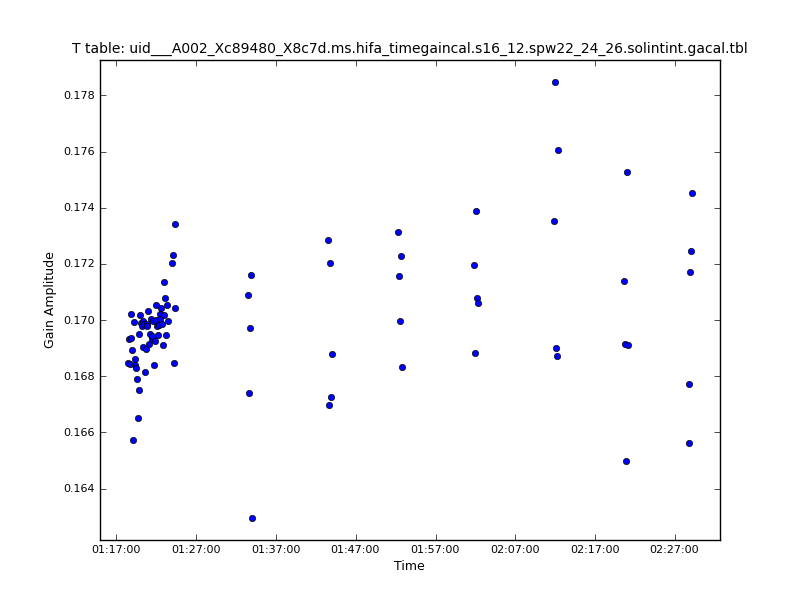 T table: uid___A002_Xc89480_X8c7d.ms.hifa_timegaincal.s16_12.spw22_24_26.solintint.gacal.tbl
0.178
0.176
0.174
0.172
0.170
0.168
0.166
0.164
Gain Amplitude
01:17:00 01:27:00 01:37:00 01:47:00 01:57:00 02:07:00 02:17:00 02:27:00
Time